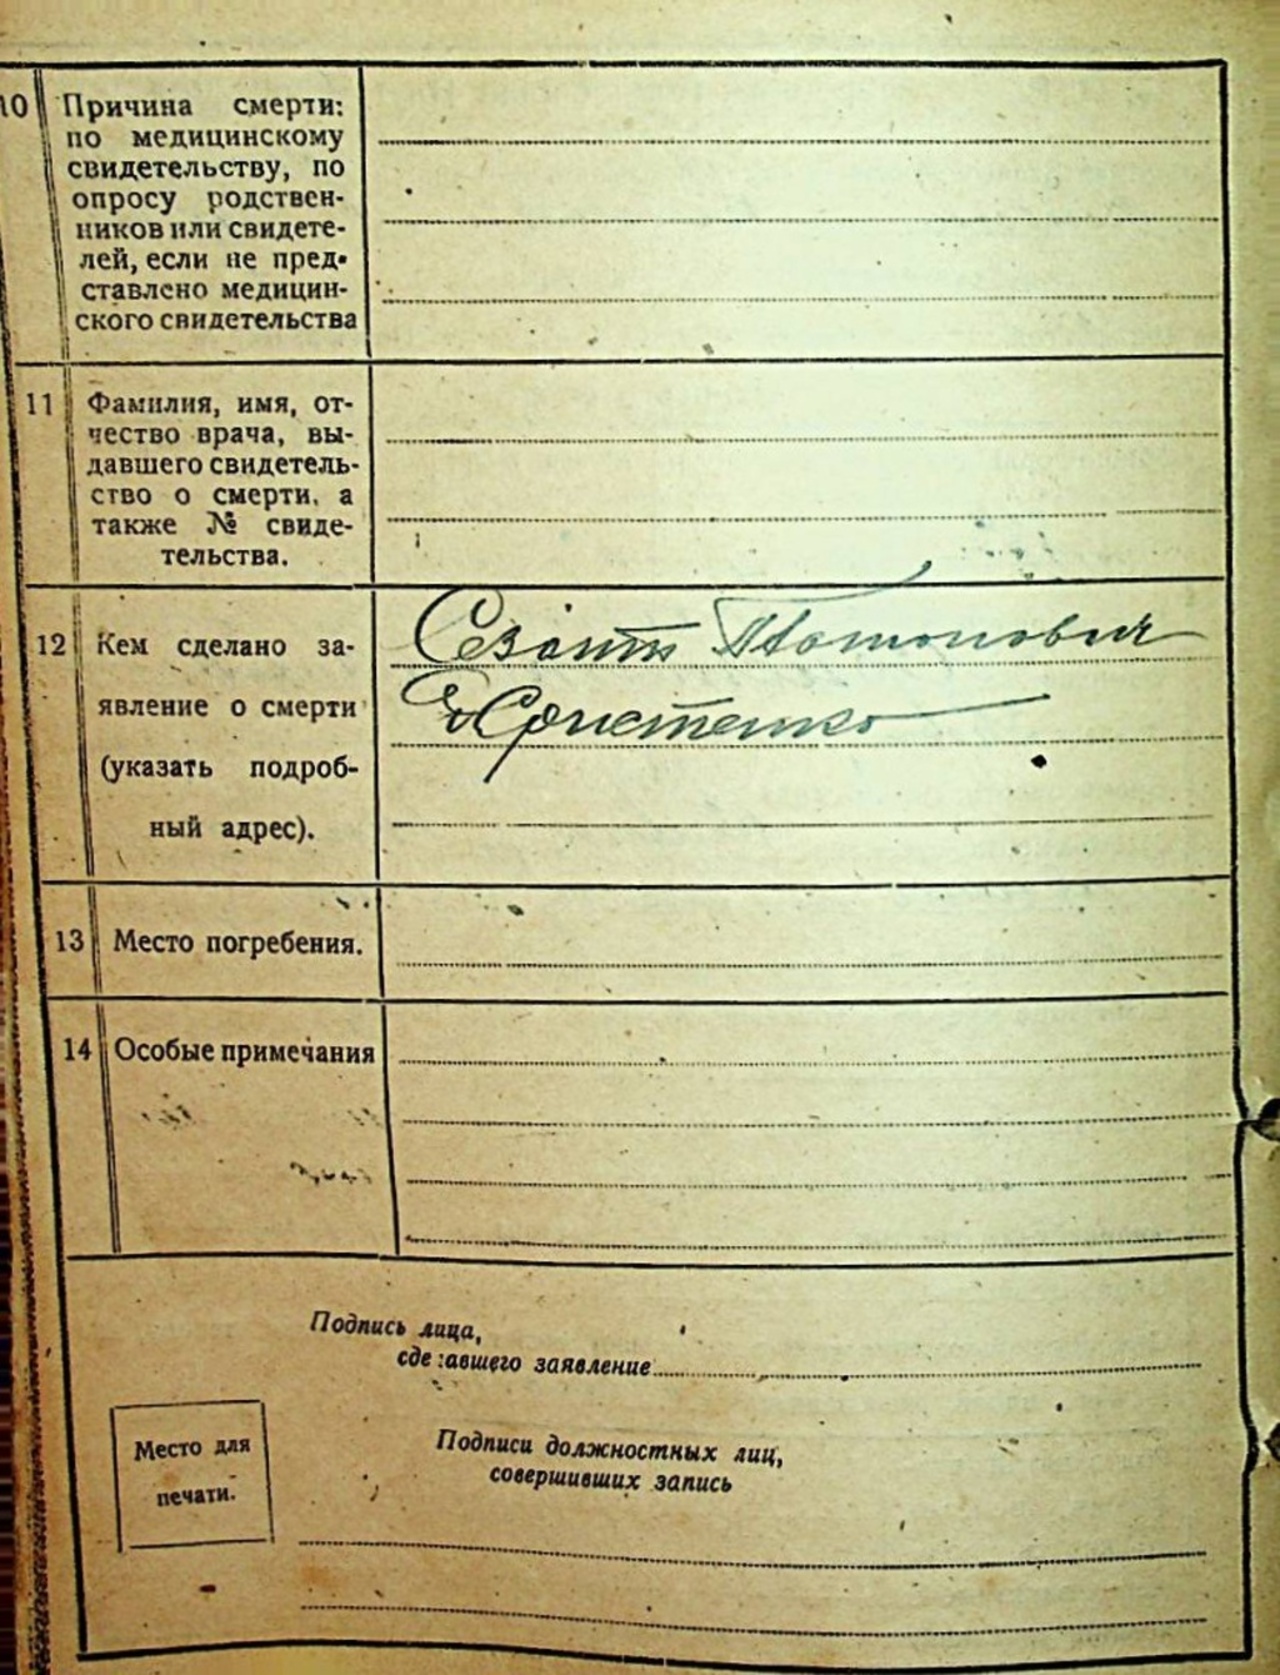 10 Причина смерти:
по медицинскому
свидетельству, по
опросу родствен-
ников или свидете-
лей, если не пред-
ставлено медицин-
ского свидетельства
11 Фамилия, имя, от-
чество врача, вы-
давшего свидетель-
ство о смерти, а
также № свиде-
тельства.
12 Кем сделано за-
явление о смерти
(указать подроб-
ный адрес).
13 Место погребения.
14 Особые примечания
Подпись лица,
сделавшего заявление
Место для
печати.
Подписи должностных лиц,
совершивших запись